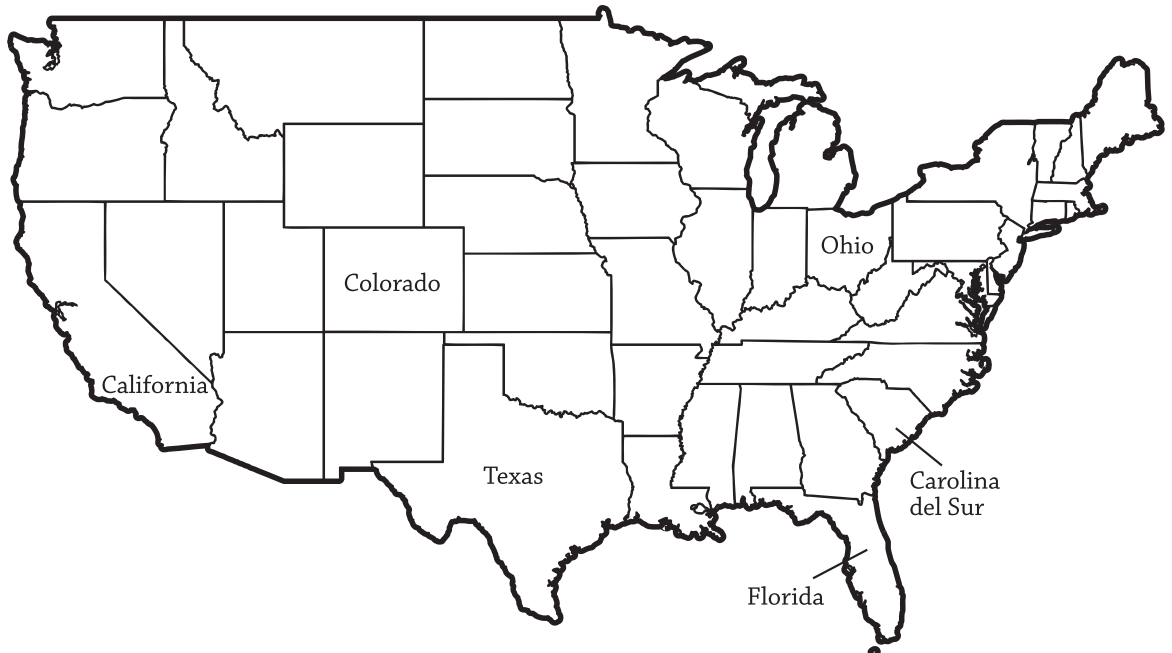 Ohio
Colorado
California
Texas
Carolina
del Sur
Florida